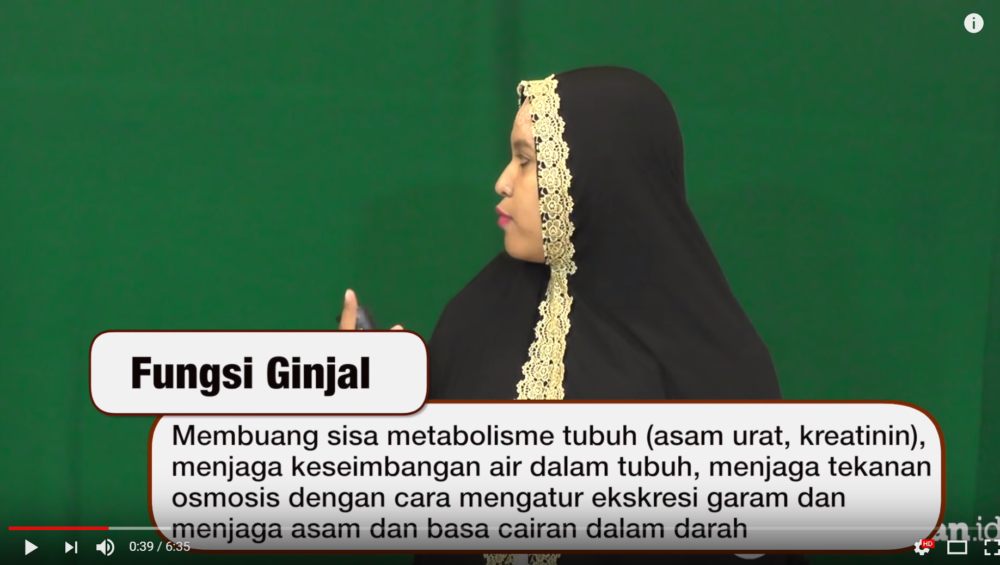 Fungsi Ginjal
Membuang sisa metabolisme tubuh (asam urat, kreatinin),
menjaga keseimbangan air dalam tubuh, menjaga tekanan
osmosis dengan cara mengatur ekskresi garam dan
menjaga asam dan basa cairan dalam darah
an.id
0:39 / 6:35
HD